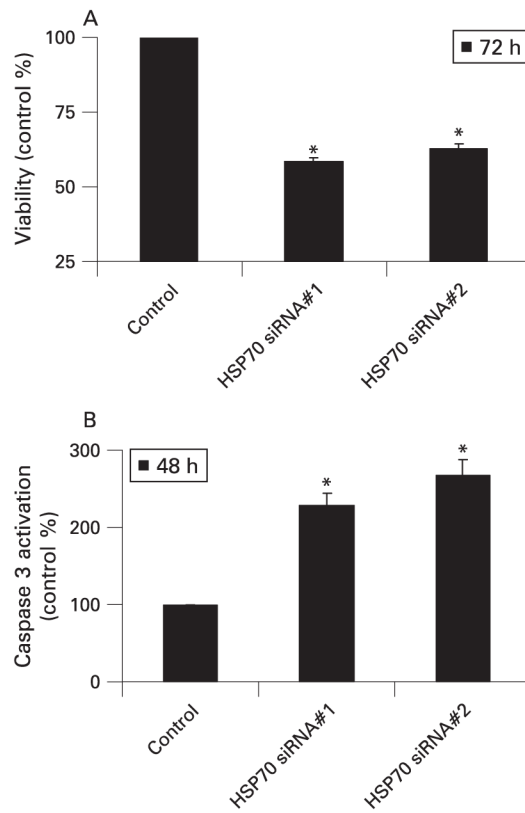 A
Viability (control %)
100
75
50
25
72 h
*
*
Control
HSP70 siRNA#1
HSP70 siRNA#2
B
Caspase 3 activation
(control %)
300
200
100
0
48 h
*
*
Control
HSP70 siRNA#1
HSP70 siRNA#2